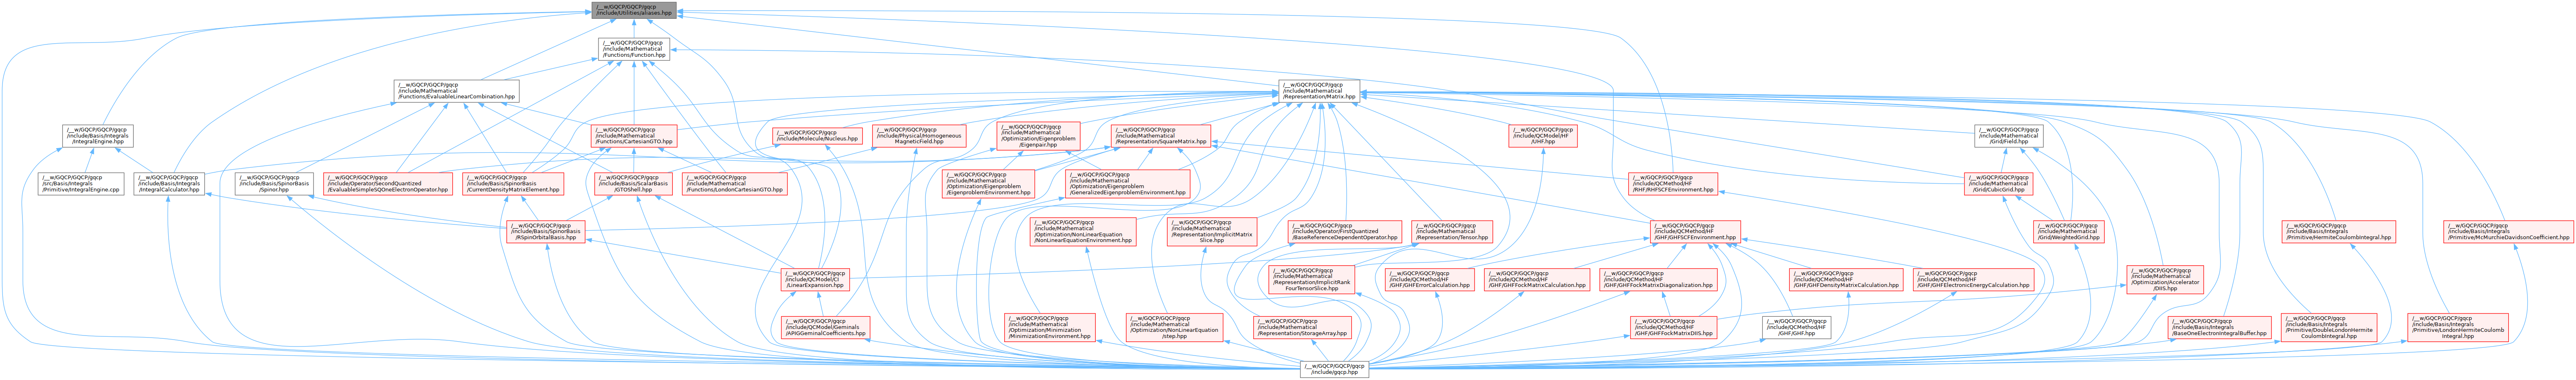 /__w/GQCP/GQCP/gqcp
/include/Utilities/aliases.hpp
/__w/GQCP/GQCP/gqcp
/include/Mathematical
/Functions/Function.hpp
/__w/GQCP/GQCP/gqcp
/include/Mathematical
/Functions/EvaluableLinearCombination.hpp
/__w/GQCP/GQCP/gqcp
/include/Mathematical
/Representation/Matrix.hpp
/__w/GQCP/GQCP/gqcp
/include/Basis/Integrals
/IntegralEngine.hpp
/__w/GQCP/GQCP/gqcp
/include/Mathematical
/Functions/CartesianGTO.hpp
/__w/GQCP/GQCP/gqcp
/include/Molecule/Nucleus.hpp
/__w/GQCP/GQCP/gqcp
/include/Physical/Homogeneous
MagneticField.hpp
/__w/GQCP/GQCP/gqcp
/include/Mathematical
/Optimization/Eigenproblem
/Eigenpair.hpp
/__w/GQCP/GQCP/gqcp
/include/Mathematical
/Representation/SquareMatrix.hpp
/__w/GQCP/GQCP/gqcp
/include/QCModel/HF
/UHF.hpp
/__w/GQCP/GQCP/gqcp
/include/Mathematical
/Grid/Field.hpp
/__w/GQCP/GQCP/gqcp
/src/Basis/Integrals
/Primitive/IntegralEngine.cpp
/__w/GQCP/GQCP/gqcp
/include/Basis/Integrals
/IntegralCalculator.hpp
/__w/GQCP/GQCP/gqcp
/include/Basis/SpinorBasis
/Spinor.hpp
/__w/GQCP/GQCP/gqcp
/include/Operator/SecondQuantized
/EvaluableSimpleSQOneElectronOperator.hpp
/__w/GQCP/GQCP/gqcp
/include/Basis/SpinorBasis
/CurrentDensityMatrixElement.hpp
/__w/GQCP/GQCP/gqcp
/include/Basis/ScalarBasis
/GTOShell.hpp
/__w/GQCP/GQCP/gqcp
/include/Mathematical
/Functions/LondonCartesianGTO.hpp
/__w/GQCP/GQCP/gqcp
/include/Mathematical
/Optimization/Eigenproblem
/EigenproblemEnvironment.hpp
/__w/GQCP/GQCP/gqcp
/include/Mathematical
/Optimization/Eigenproblem
/GeneralizedEigenproblemEnvironment.hpp
/__w/GQCP/GQCP/gqcp
/include/QCMethod/HF
/RHF/RHFSCFEnvironment.hpp
/__w/GQCP/GQCP/gqcp
/include/Mathematical
/Grid/CubicGrid.hpp
/__w/GQCP/GQCP/gqcp
/include/Basis/SpinorBasis
/RSpinOrbitalBasis.hpp
/__w/GQCP/GQCP/gqcp
/include/Mathematical
/Optimization/NonLinearEquation
/NonLinearEquationEnvironment.hpp
/__w/GQCP/GQCP/gqcp
/include/Mathematical
/Representation/ImplicitMatrix
Slice.hpp
/__w/GQCP/GQCP/gqcp
/include/Operator/FirstQuantized
/BaseReferenceDependentOperator.hpp
/__w/GQCP/GQCP/gqcp
/include/Mathematical
/Representation/Tensor.hpp
/__w/GQCP/GQCP/gqcp
/include/QCMethod/HF
/GHF/GHFSCFEnvironment.hpp
/__w/GQCP/GQCP/gqcp
/include/Mathematical
/Grid/WeightedGrid.hpp
/__w/GQCP/GQCP/gqcp
/include/Basis/Integrals
/Primitive/HermiteCoulombIntegral.hpp
/__w/GQCP/GQCP/gqcp
/include/Basis/Integrals
/Primitive/McMurchieDavidsonCoefficient.hpp
/__w/GQCP/GQCP/gqcp
/include/QCModel/CI
/LinearExpansion.hpp
/__w/GQCP/GQCP/gqcp
/include/Mathematical
/Representation/ImplicitRank
FourTensorSlice.hpp
/__w/GQCP/GQCP/gqcp
/include/QCMethod/HF
/GHF/GHFErrorCalculation.hpp
/__w/GQCP/GQCP/gqcp
/include/QCMethod/HF
/GHF/GHFFockMatrixCalculation.hpp
/__w/GQCP/GQCP/gqcp
/include/QCMethod/HF
/GHF/GHFFockMatrixDiagonalization.hpp
/__w/GQCP/GQCP/gqcp
/include/QCMethod/HF
/GHF/GHFDensityMatrixCalculation.hpp
/__w/GQCP/GQCP/gqcp
/include/QCMethod/HF
/GHF/GHFElectronicEnergyCalculation.hpp
/__w/GQCP/GQCP/gqcp
/include/Mathematical
/Optimization/Accelerator
/DIIS.hpp
/__w/GQCP/GQCP/gqcp
/include/QCModel/Geminals
/APIGGeminalCoefficients.hpp
/__w/GQCP/GQCP/gqcp
/include/Mathematical
/Optimization/Minimization
/MinimizationEnvironment.hpp
/__w/GQCP/GQCP/gqcp
/include/Mathematical
/Optimization/NonLinearEquation
/step.hpp
/__w/GQCP/GQCP/gqcp
/include/Mathematical
/Representation/StorageArray.hpp
/__w/GQCP/GQCP/gqcp
/include/QCMethod/HF
/GHF/GHFFockMatrixDIIS.hpp
/__w/GQCP/GQCP/gqcp
/include/QCMethod/HF
/GHF/GHF.hpp
/__w/GQCP/GQCP/gqcp
/include/Basis/Integrals
/BaseOneElectronIntegralBuffer.hpp
/__w/GQCP/GQCP/gqcp
/include/Basis/Integrals
/Primitive/DoubleLondonHermite
CoulombIntegral.hpp
/__w/GQCP/GQCP/gqcp
/include/Basis/Integrals
/Primitive/LondonHermiteCoulomb
Integral.hpp
/__w/GQCP/GQCP/gqcp
/include/gqcp.hpp